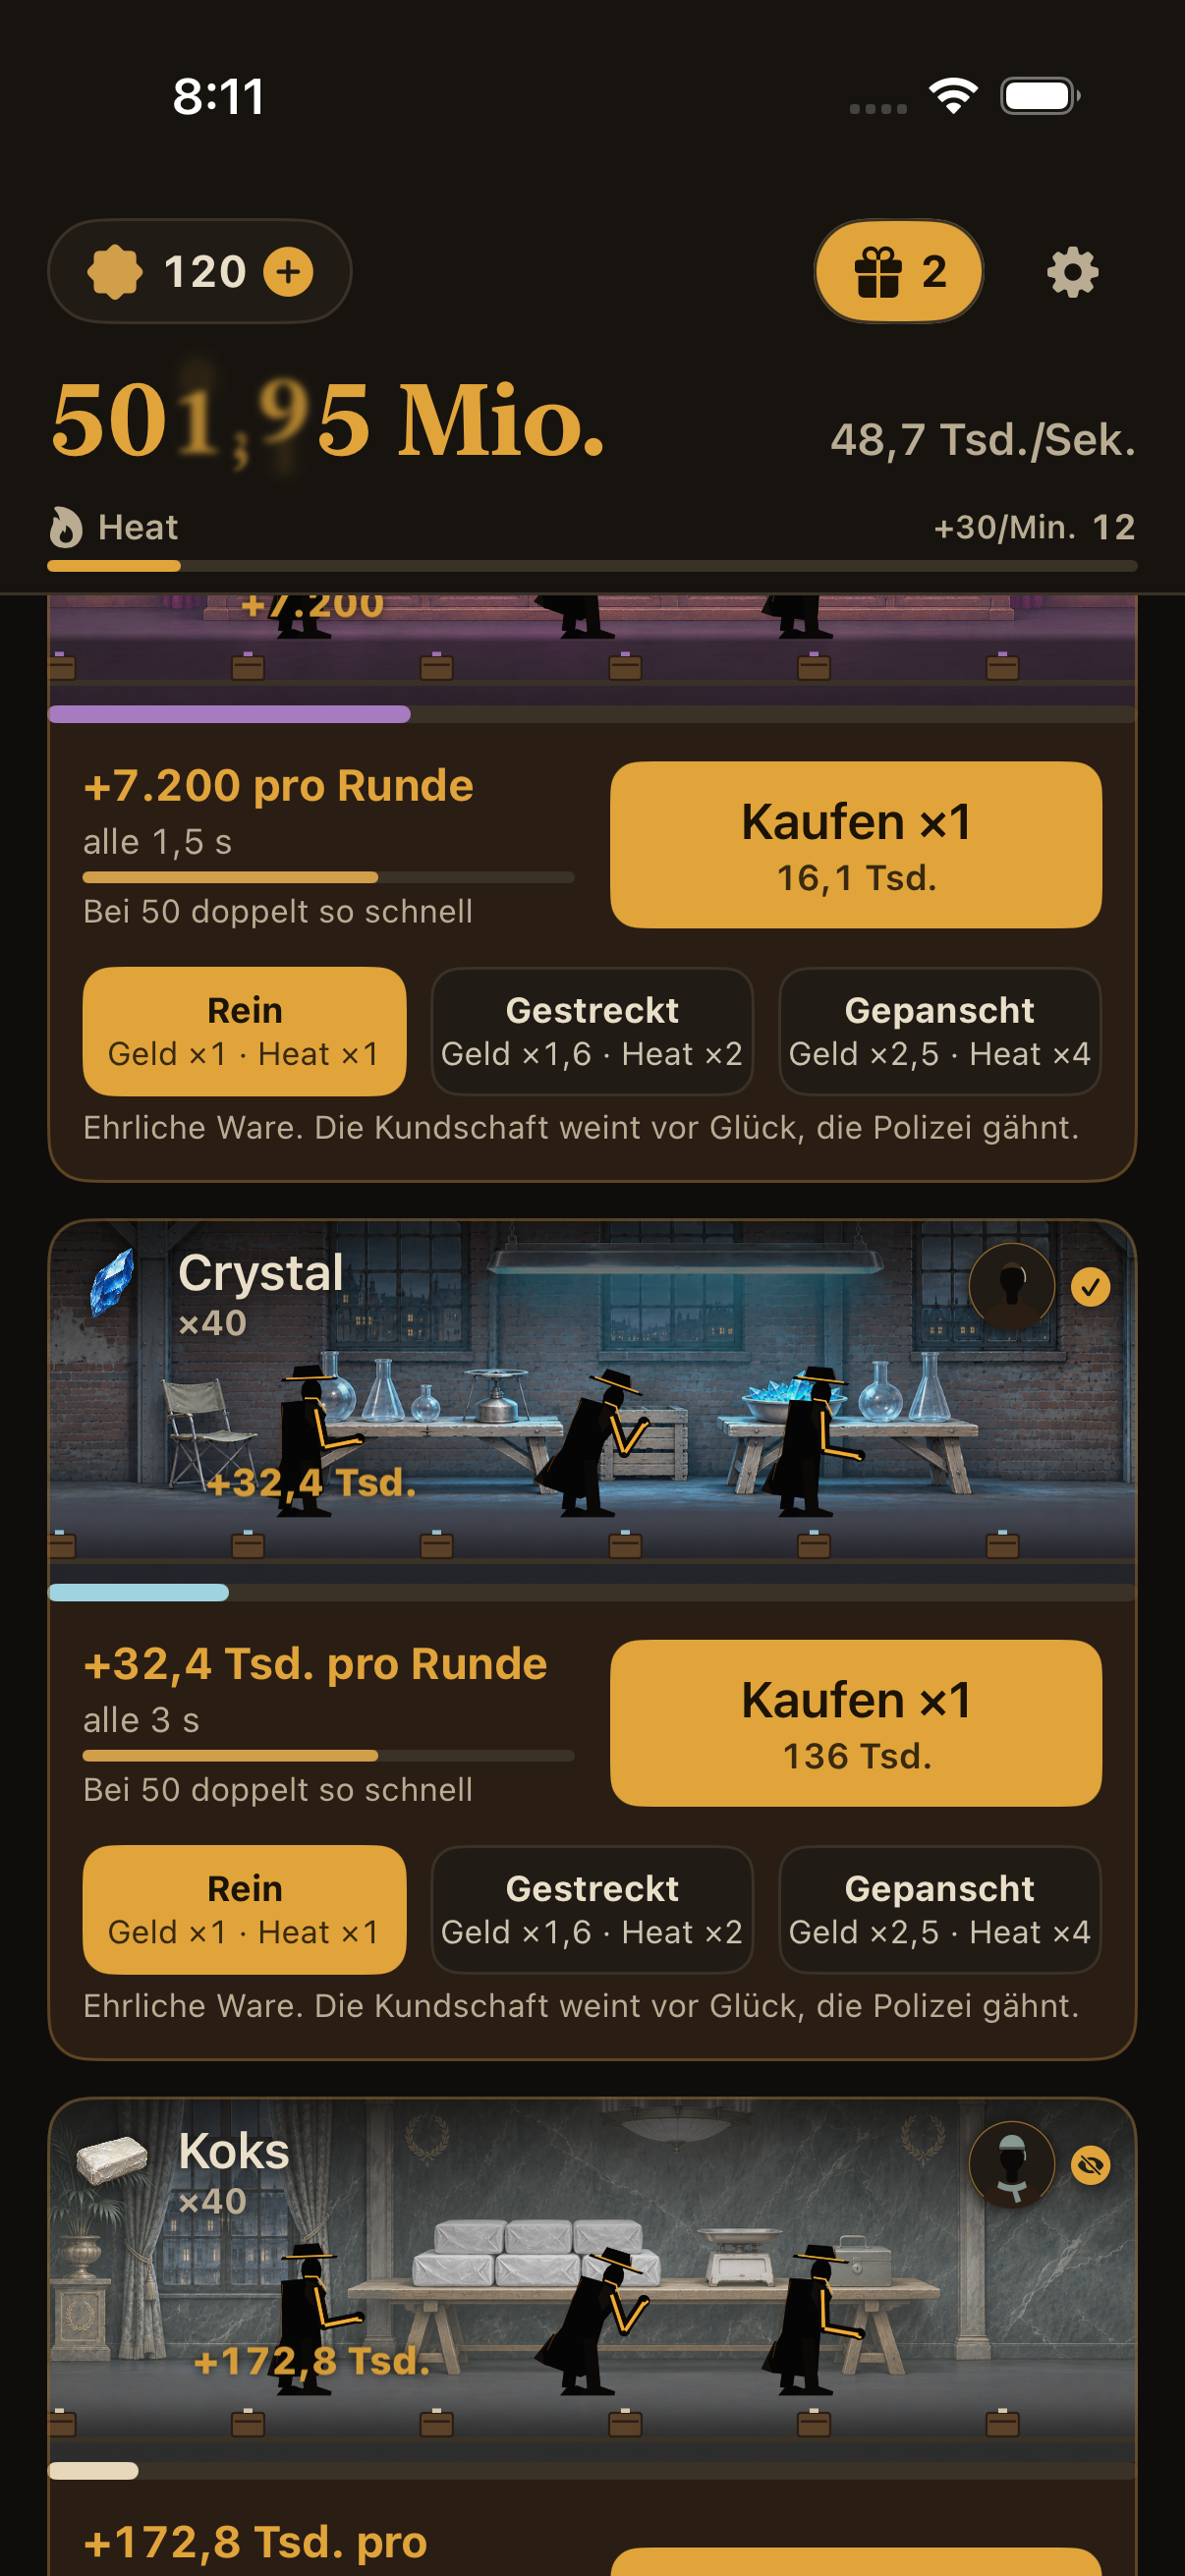 8:11
120
2
501,95 Mio.
48,7 Tsd./Sek.
Heat
+30/Min. 12
+7.200
+7.200 pro Runde
alle 1,5 s
Bei 50 doppelt so schnell
Kaufen ×1
16,1 Tsd.
Rein
Geld ×1 · Heat ×1
Gestreckt
Geld ×1,6 · Heat ×2
Gepanscht
Geld ×2,5 · Heat ×4
Ehrliche Ware. Die Kundschaft weint vor Glück, die Polizei gähnt.
Crystal
×40
+32,4 Tsd.
+32,4 Tsd. pro Runde
alle 3 s
Bei 50 doppelt so schnell
Kaufen ×1
136 Tsd.
Rein
Geld ×1 · Heat ×1
Gestreckt
Geld ×1,6 · Heat ×2
Gepanscht
Geld ×2,5 · Heat ×4
Ehrliche Ware. Die Kundschaft weint vor Glück, die Polizei gähnt.
Koks
×40
+172,8 Tsd.
+172,8 Tsd. pro